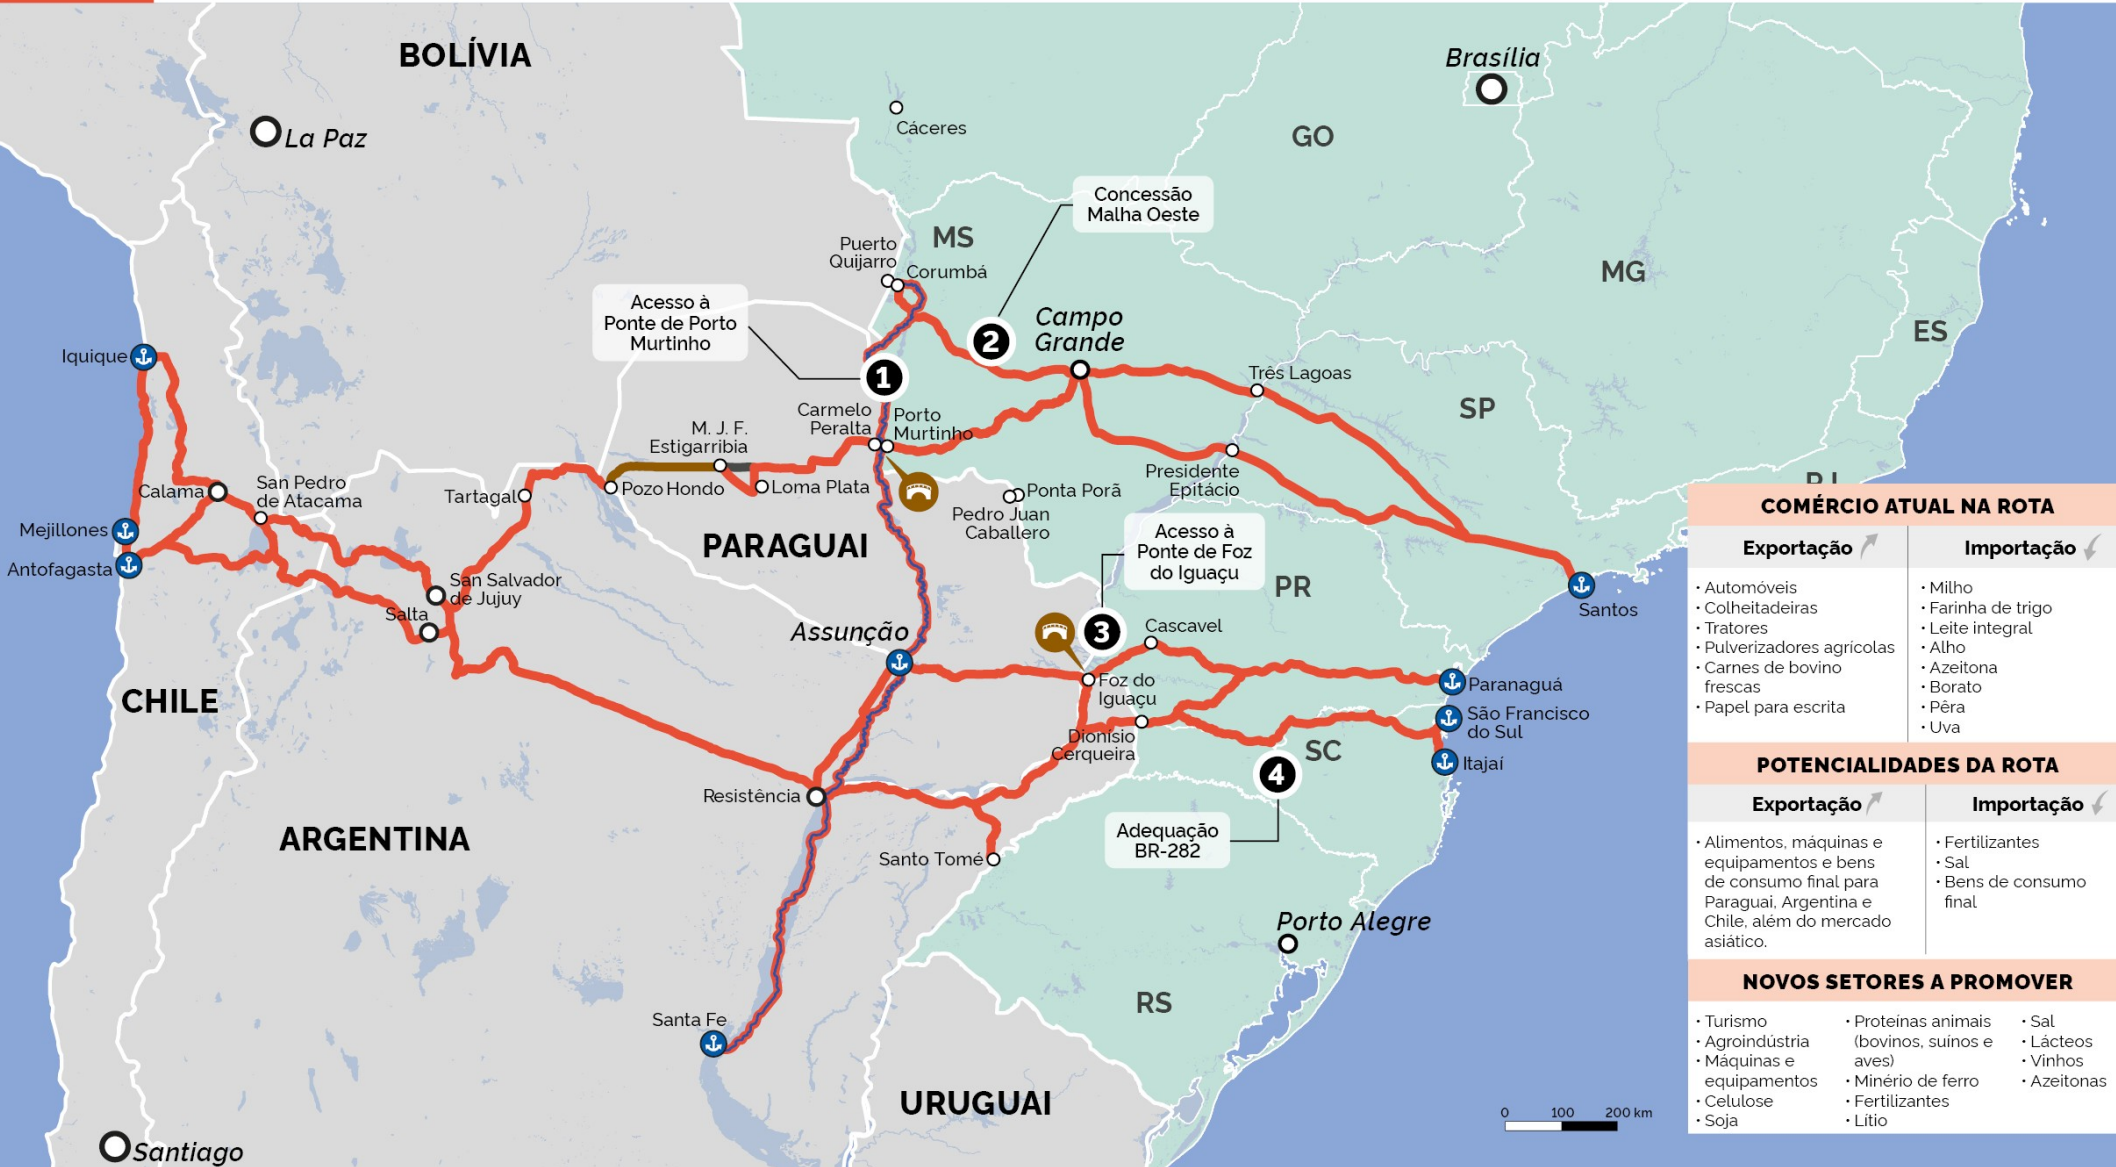 BOLÍVIA
La Paz
Brasília
GO
Cáceres
Concessão
Malha Oeste
MS
Puerto
Quijarro
Corumbá
MG
Acesso à
Ponte de Porto
Murtinho
2
Campo
Grande
ES
Iquique
1
Três Lagoas
SP
Carmelo
Peralta
Porto
Murtinho
M. J. F.
Estigarribia
Presidente
Epitácio
Calama
San Pedro
de Atacama
Tartagal
Pozo Hondo
Loma Plata
Ponta Porã
Pedro Juan
Caballero
Mejillones
Antofagasta
PARAGUAI
Acesso à
Ponte de Foz
do Iguaçu
PR
San Salvador
de Jujuy
Salta
Santos
Assunção
3
Cascavel
CHILE
Foz do
Iguaçu
Paranaguá
São Francisco
do Sul
Dionísio
Cerqueira
SC
Itajaí
4
Resistência
ARGENTINA
Adequação
BR-282
Santo Tomé
Porto Alegre
RS
Santa Fe
URUGUAI
Santiago
0 100 200 km
COMÉRCIO ATUAL NA ROTA
Exportação
• Automóveis
• Colheitadeiras
• Tratores
• Pulverizadores agrícolas
• Carnes de bovino
frescas
• Papel para escrita
Importação
• Milho
• Farinha de trigo
• Leite integral
• Alho
• Azeitona
• Borato
• Pêra
• Uva
POTENCIALIDADES DA ROTA
Exportação
• Alimentos, máquinas e
equipamentos e bens
de consumo final para
Paraguai, Argentina e
Chile, além do mercado
asiático.
Importação
• Fertilizantes
• Sal
• Bens de consumo
final
NOVOS SETORES A PROMOVER
• Turismo
• Agroindústria
• Máquinas e
equipamentos
• Celulose
• Soja
• Proteínas animais
(bovinos, suínos e
aves)
• Minério de ferro
• Fertilizantes
• Lítio
• Sal
• Lácteos
• Vinhos
• Azeitonas